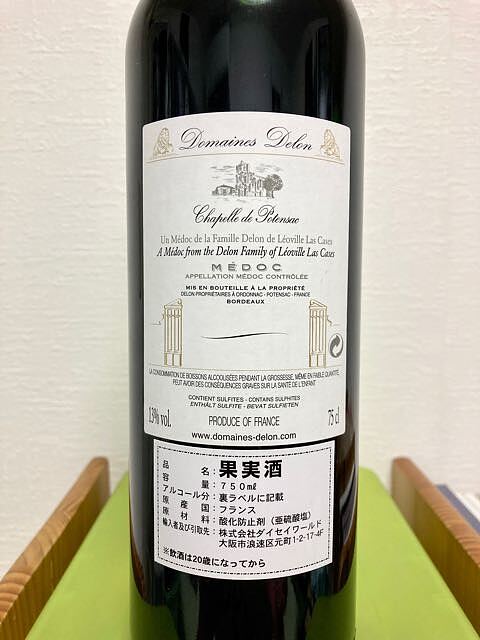 Domaines Delon
Chapelle de Potensac
Un Médoc de la Famille Delon de Léoville Las Cases
A Médoc from the Delon Family of Léoville Las Cases
MÉDOC
APPELLATION MÉDOC CONTRÔLÉE
MIS EN BOUTEILLE À LA PROPRIÉTÉ
DELON PROPRIÉTAIRES À ORDONNAC - POTENSAC - FRANCE
BORDEAUX
LA CONSOMMATION DE BOISSONS ALCOOLISÉES PENDANT LA GROSSESSE, MÊME EN FAIBLE QUANTITÉ,
PEUT AVOIR DES CONSÉQUENCES GRAVES SUR LA SANTÉ DE L'ENFANT
CONTIENT SULFITES - CONTAINS SULPHITES
ENTHÄLT SULFITE - BEVAT SULFIETEN
13% vol. PRODUCE OF FRANCE 75 cl
www.domaines-delon.com
品名：果実酒
容量：750㎖
アルコール分：裏ラベルに記載
原産国：フランス
原材料：酸化防止剤（亜硫酸塩）
輸入者及び引取先：株式会社ダイセイワールド
大阪市浪速区元町1-2-17-4F
※飲酒は20歳になってから